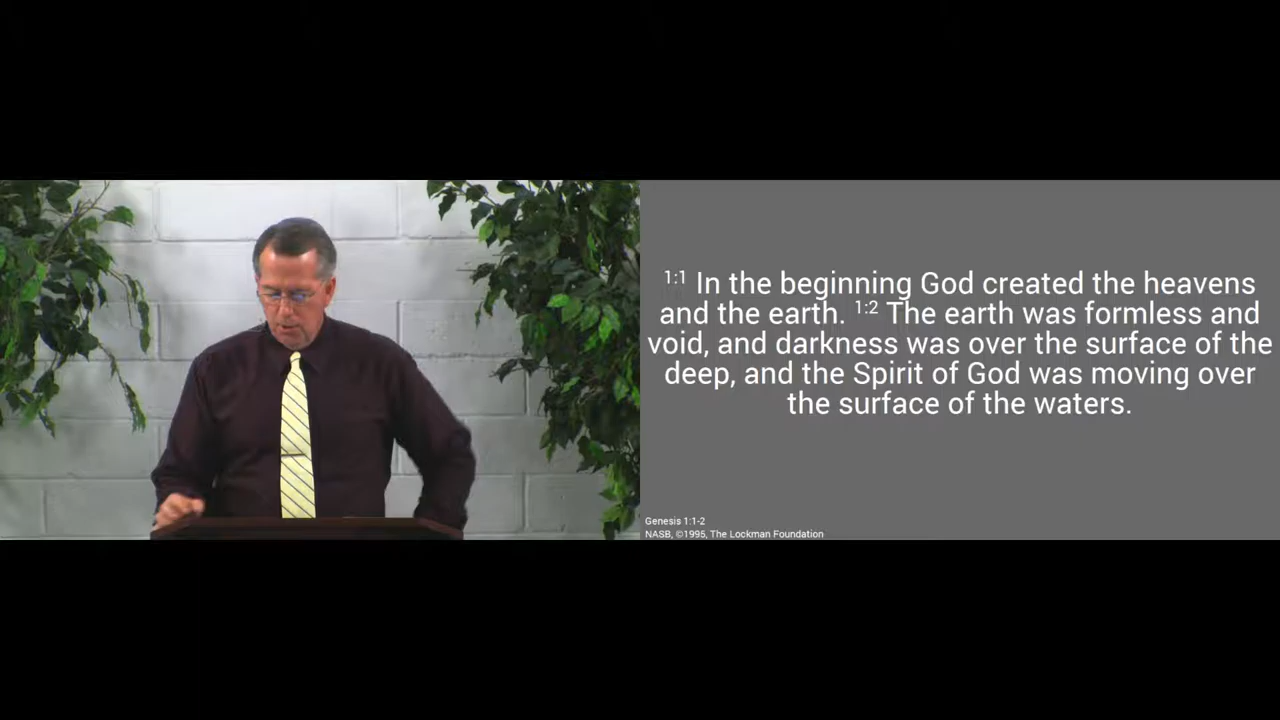 1:1 In the beginning God created the heavens
and the earth. 1:2 The earth was formless and
void, and darkness was over the surface of the
deep, and the Spirit of God was moving over
the surface of the waters.
Genesis 1:1-2
NASB, ©1995, The Lockman Foundation